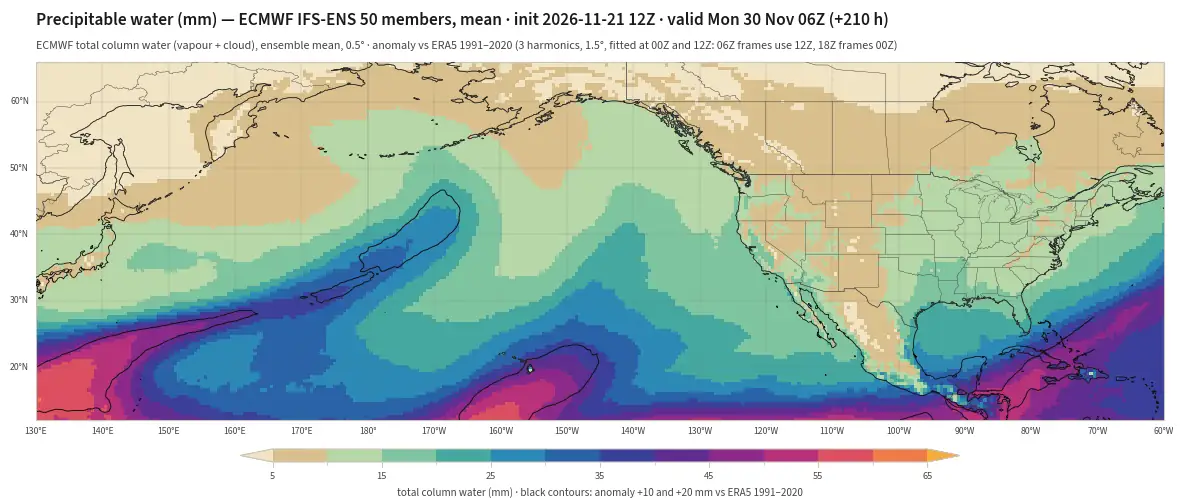 Precipitable water (mm) — ECMWF IFS-ENS 50 members, mean · init 2026-11-21 12Z · valid Mon 30 Nov 06Z (+210 h)
ECMWF total column water (vapour + cloud), ensemble mean, 0.5° · anomaly vs ERA5 1991–2020 (3 harmonics, 1.5°, fitted at 00Z and 12Z: 06Z frames use 12Z, 18Z frames 00Z)
60°N
50°N
40°N
30°N
20°N
130°E 140°E 150°E 160°E 170°E 180° 170°W 160°W 150°W 140°W 130°W 120°W 110°W 100°W 90°W 80°W 70°W 60°W
5 15 25 35 45 55 65
total column water (mm) · black contours: anomaly +10 and +20 mm vs ERA5 1991–2020